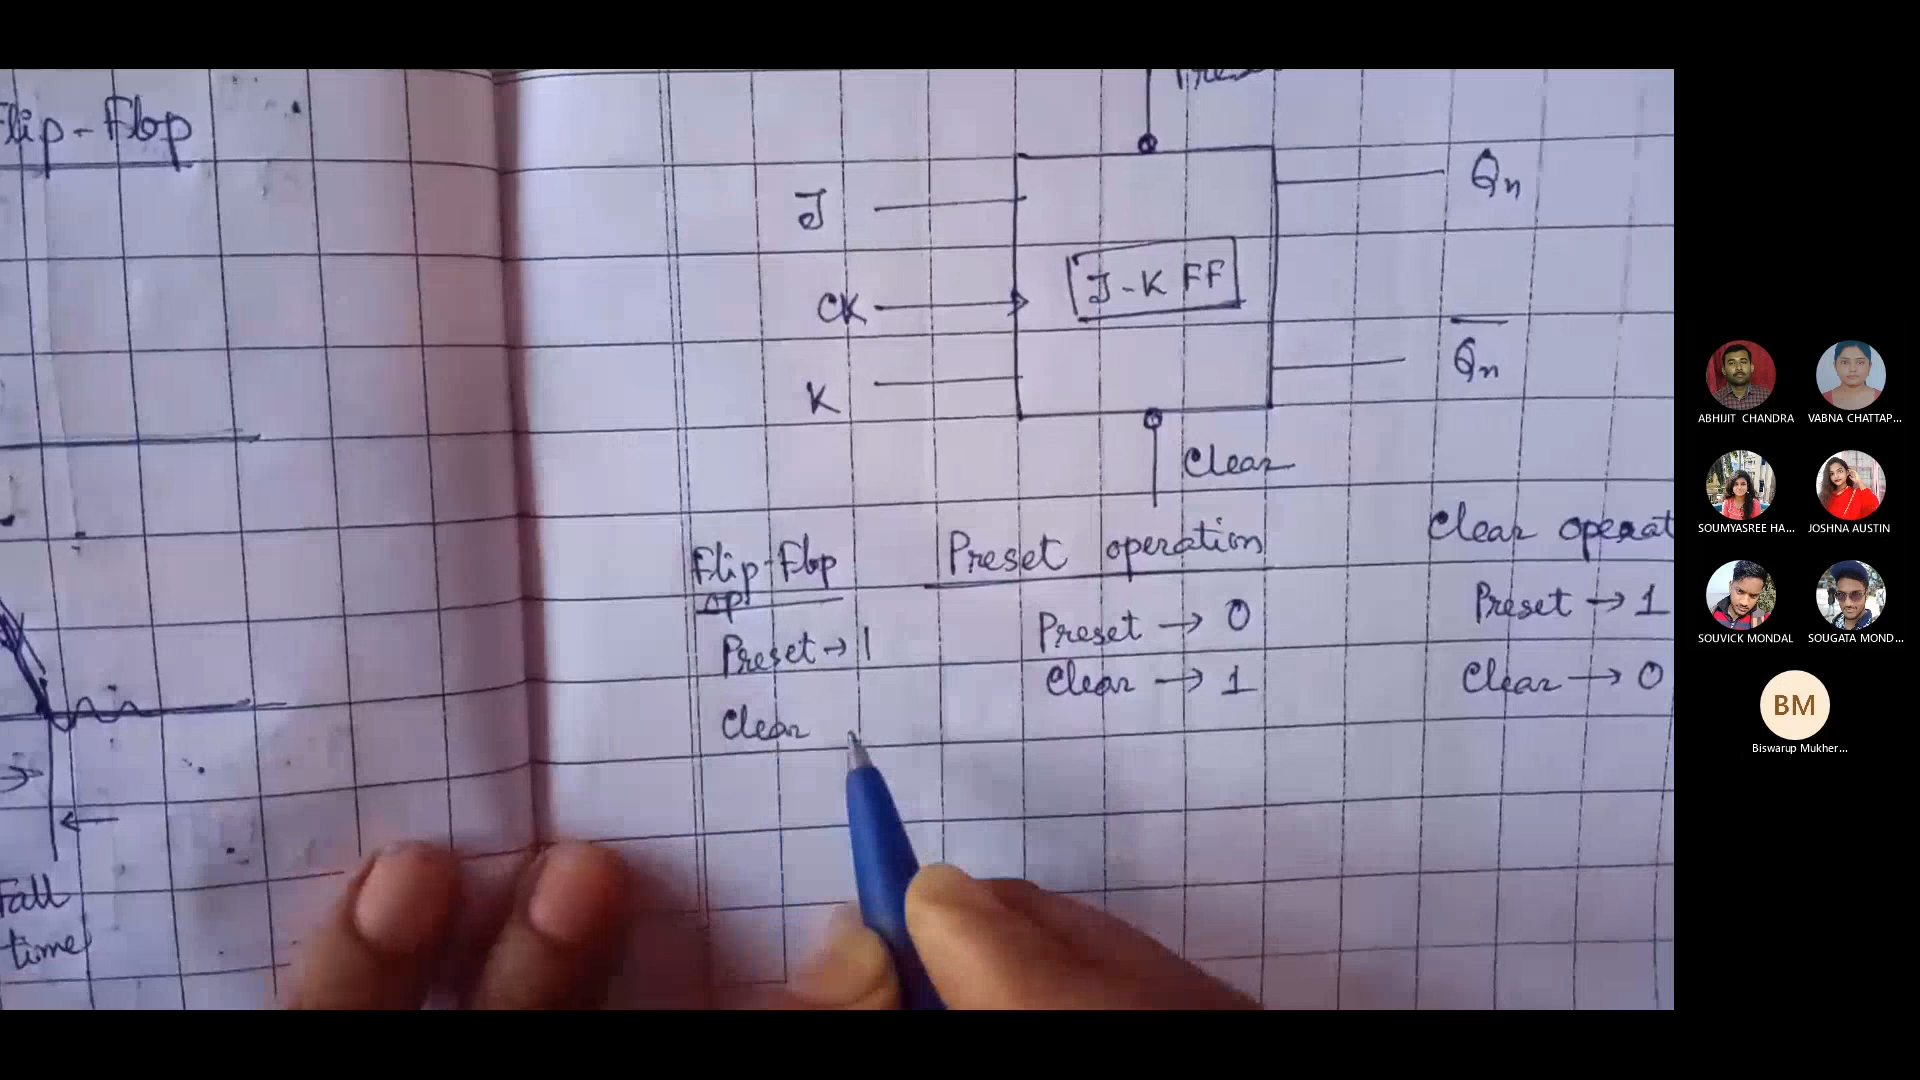 Flip-Flop
Fall
time
J
CK
K
J-K FF
Qn
Q̅n
Clear
Flip-Flop
op
Preset → 1
Clear
Preset operation
Preset → 0
Clear → 1
Clear operat
Preset → 1
Clear → 0
ABHIJIT CHANDRA
VABNA CHATTAP...
SOUMYASREE HA...
JOSHNA AUSTIN
SOUVICK MONDAL
SOUGATA MOND...
BM
Biswarup Mukher...